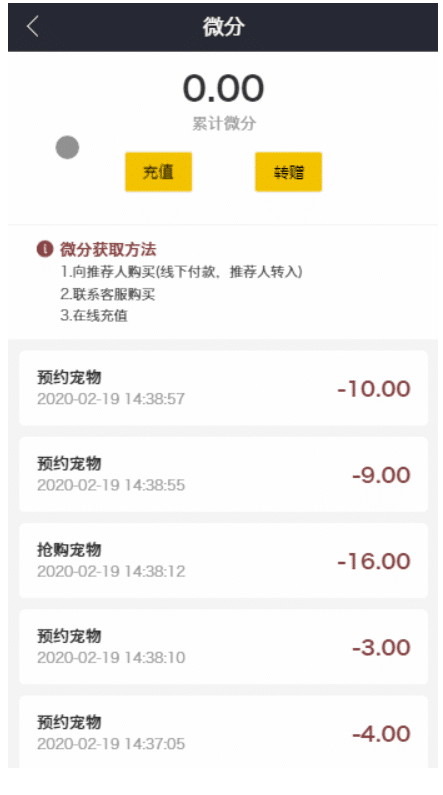 微分
0.00
累计微分
充值
转赠
微分获取方法
1.向推荐人购买(线下付款，推荐人转入)
2.联系客服购买
3.在线充值
预约宠物
2020-02-19 14:38:57
-10.00
预约宠物
2020-02-19 14:38:55
-9.00
抢购宠物
2020-02-19 14:38:12
-16.00
预约宠物
2020-02-19 14:38:10
-3.00
预约宠物
2020-02-19 14:37:05
-4.00